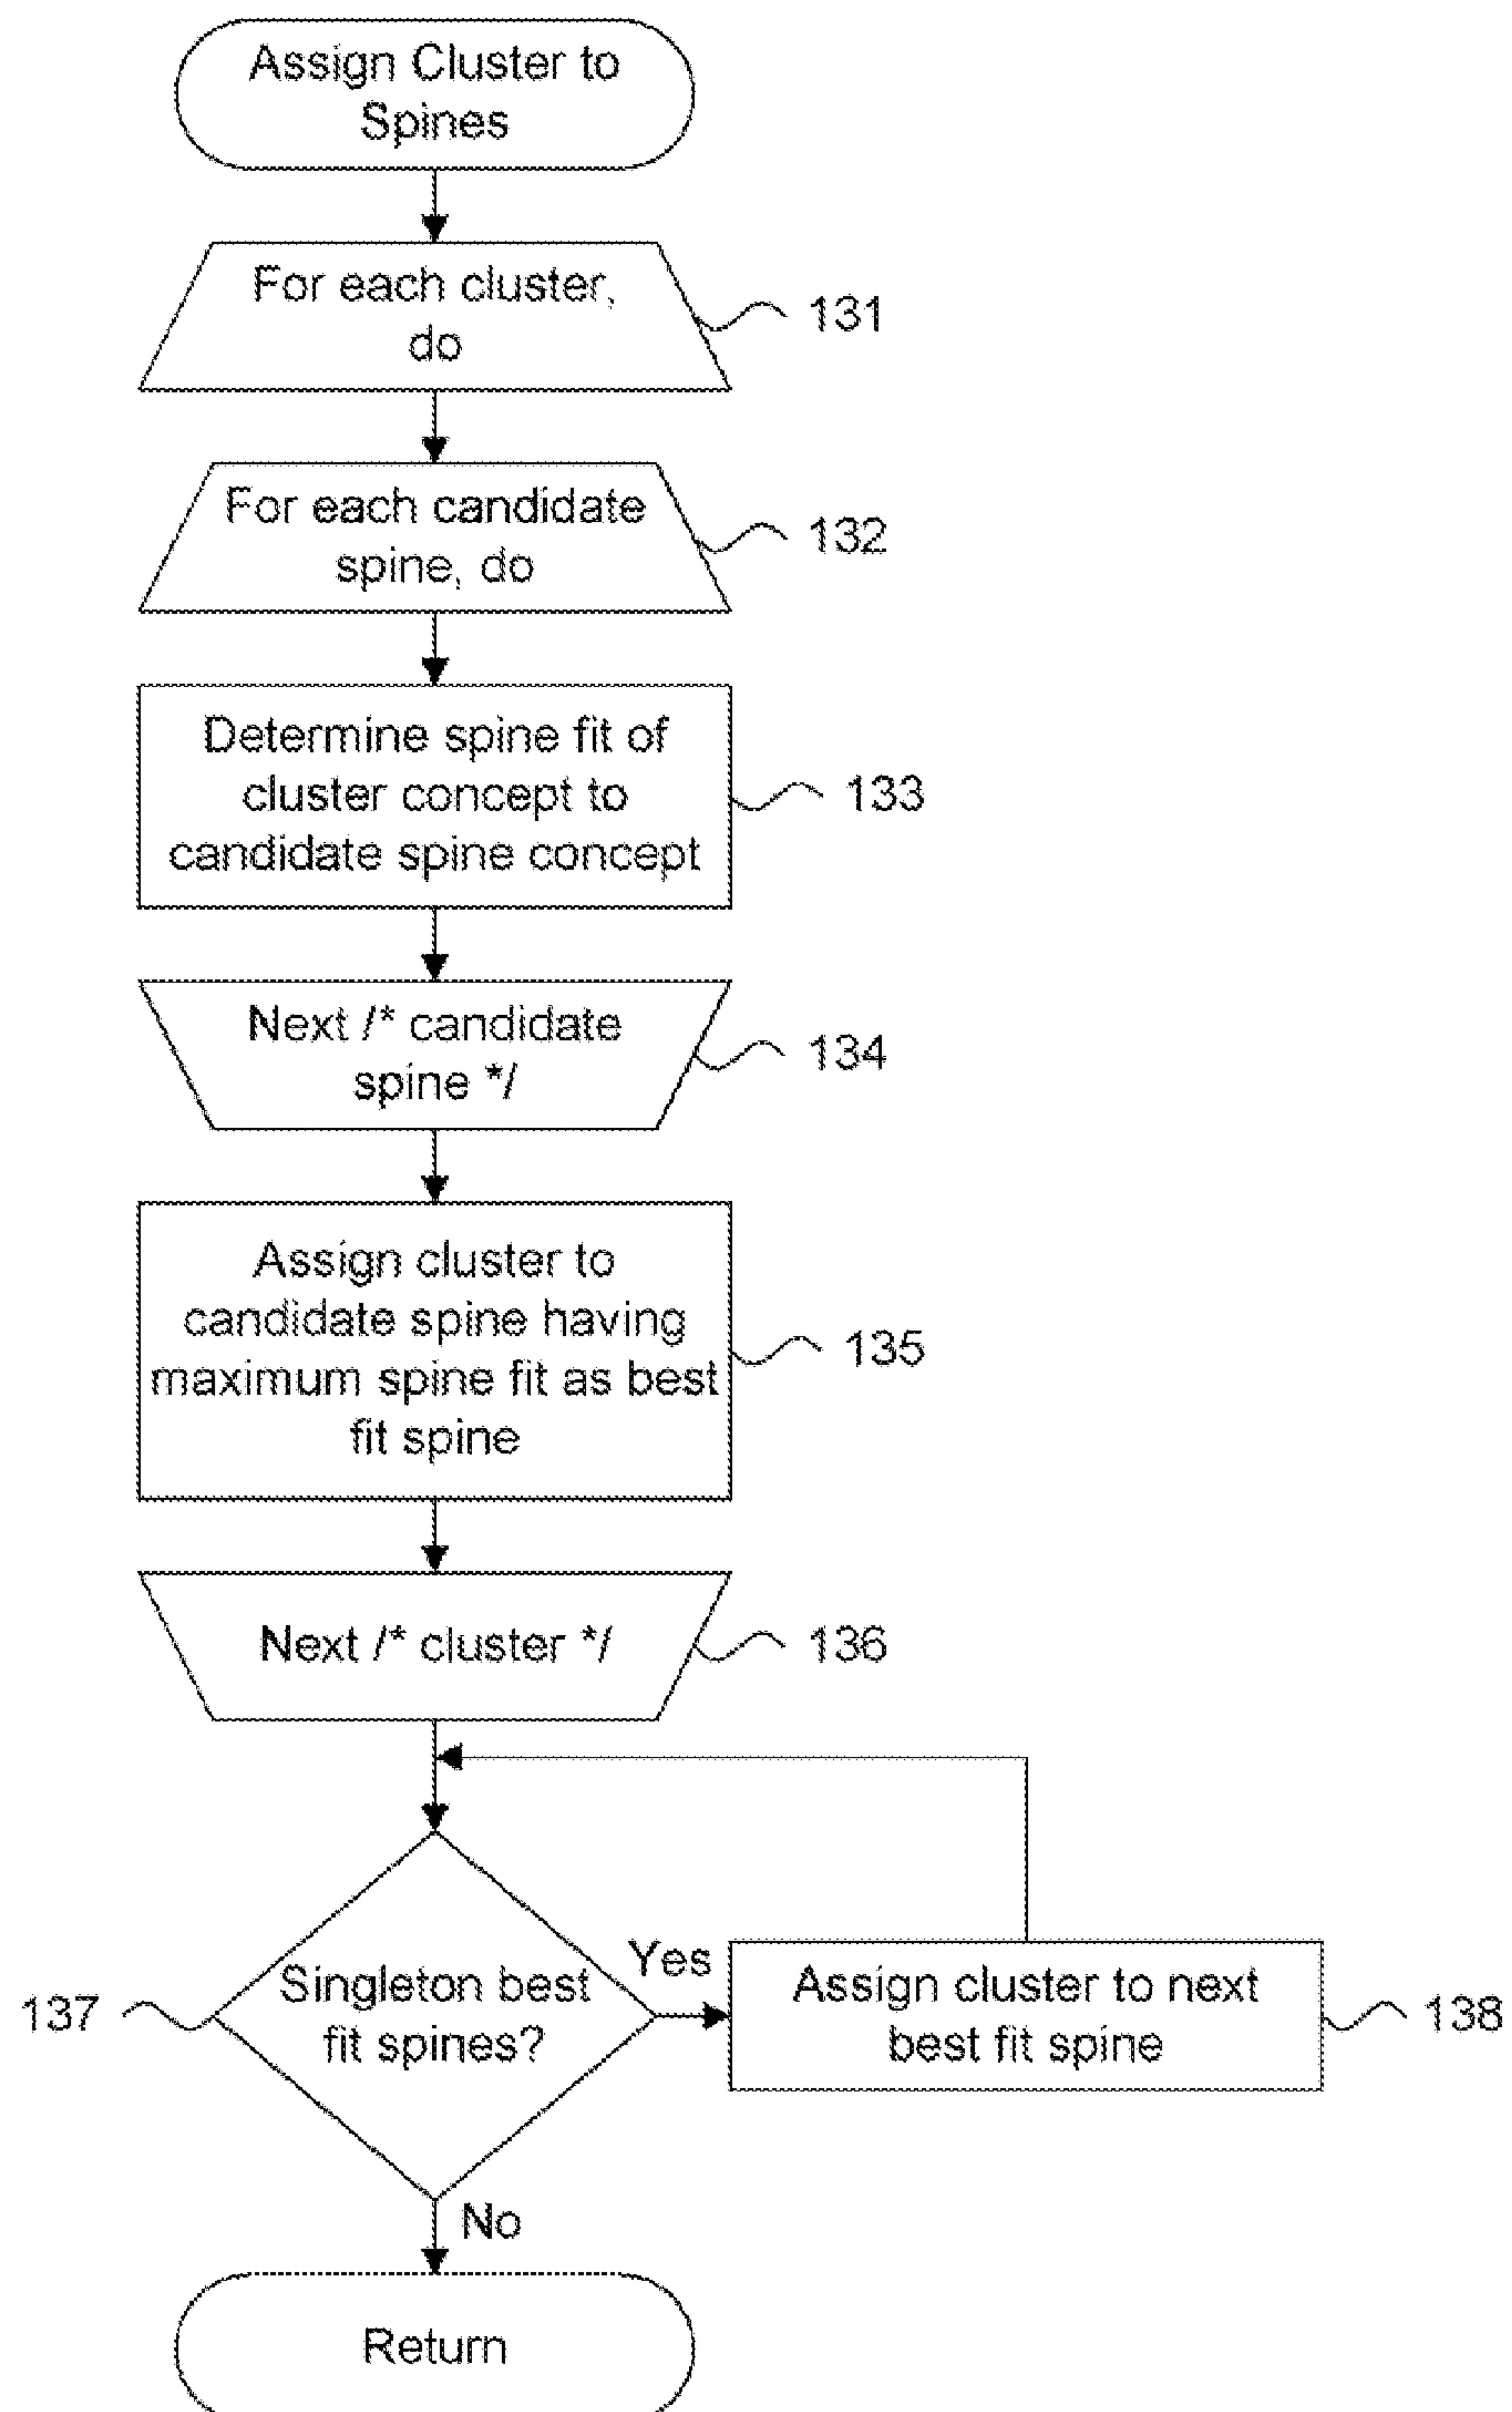 Assign Cluster to
Spines
For each cluster,
do
131
For each candidate
spine, do
132
Determine spine fit of
cluster concept to
candidate spine concept
133
Next /* candidate
spine */
134
Assign cluster to
candidate spine having
maximum spine fit as best
fit spine
135
Next /* cluster */
136
137
Singleton best
fit spines?
Yes
Assign cluster to next
best fit spine
138
No
Return